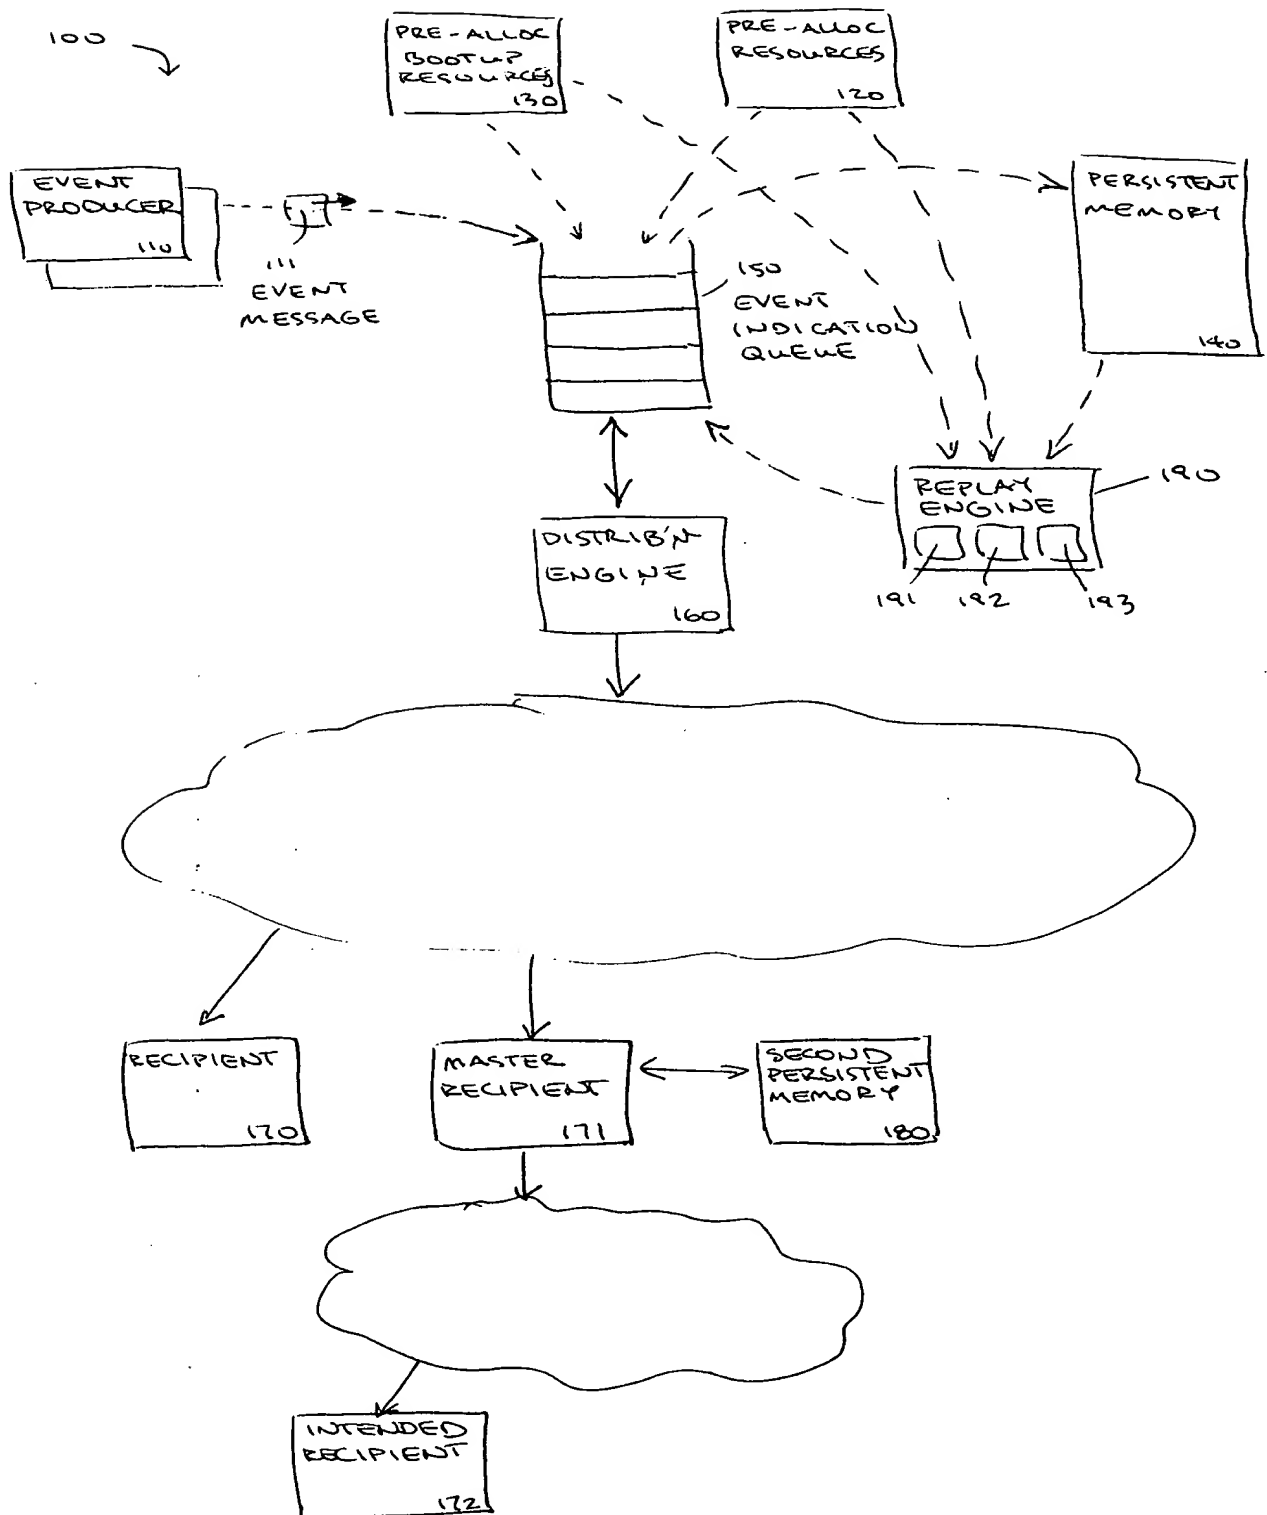 100
PRE-ALLOC
BOOTUP
RESOURCES
130
PRE-ALLOC
RESOURCES
120
EVENT
PRODUCER
110
111
EVENT
MESSAGE
PERSISTENT
MEMORY
140
150
EVENT
INDICATION
QUEUE
REPLAY
ENGINE
190
191
192
193
DISTRIB'N
ENGINE
160
RECIPIENT
170
MASTER
RECIPIENT
171
SECOND
PERSISTENT
MEMORY
180
INTENDED
RECIPIENT
172